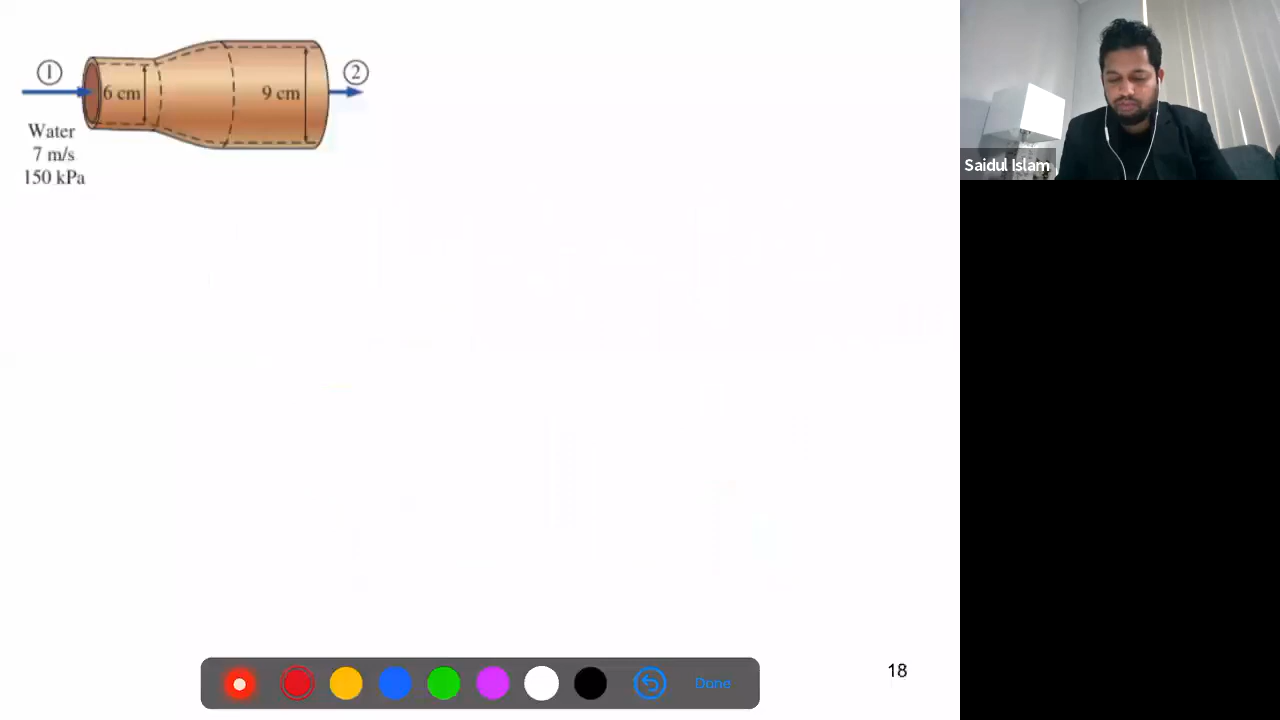 ①
②
6 cm
9 cm
Water
7 m/s
150 kPa
Saidul Islam
18
Done